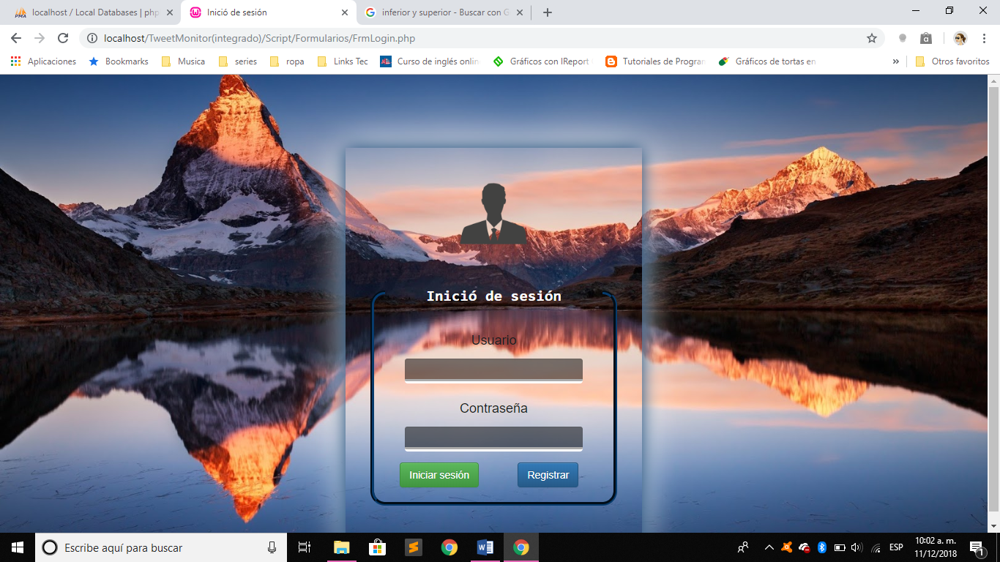 localhost / Local Databases | php
Inició de sesión
inferior y superior - Buscar con G
localhost/TweetMonitor(integrado)/Script/Formularios/FrmLogin.php
Aplicaciones
Bookmarks
Musica
series
ropa
Links Tec
Curso de inglés onlin
Gráficos con IReport
Tutoriales de Program
Gráficos de tortas en
»
Otros favoritos
Inició de sesión
Usuario
Contraseña
Iniciar sesión
Registrar
Escribe aquí para buscar
ESP
10:02 a. m.
11/12/2018
1